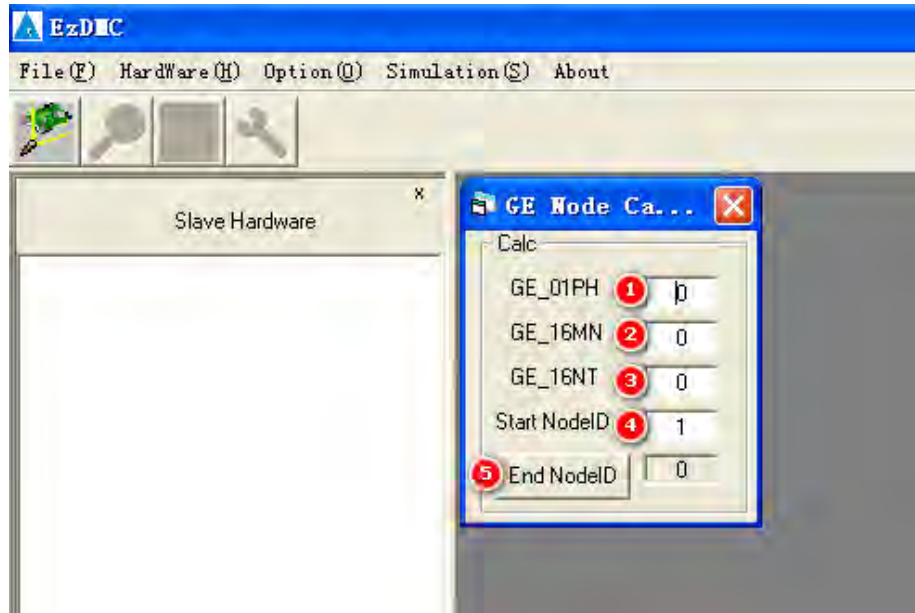 EzDMC
File(F) HardWare(H) Option(O) Simulation(S) About
x
Slave Hardware
GE Node Ca...
Calc
GE_01PH 1 0
GE_16MN 2 0
GE_16NT 3 0
Start NodeID 4 1
5 End NodeID 0